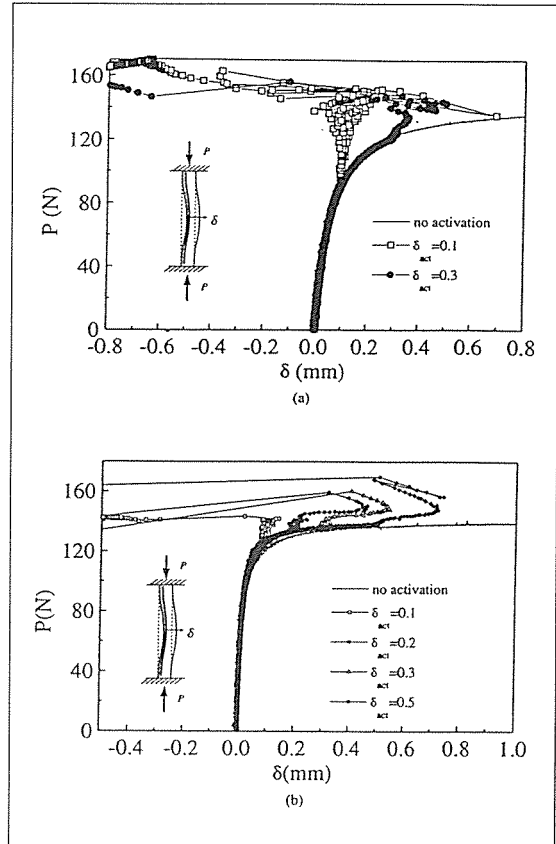 160
120
80
40
0
P (N)
P
δ
P
no activation
δ =0.1
act
δ =0.3
act
-0.8 -0.6 -0.4 -0.2 0.0 0.2 0.4 0.6 0.8
δ (mm)
(a)
160
120
80
40
0
P(N)
P
δ
P
no activation
δ =0.1
act
δ =0.2
act
δ =0.3
act
δ =0.5
act
-0.4 -0.2 0.0 0.2 0.4 0.6 0.8 1.0
δ(mm)
(b)